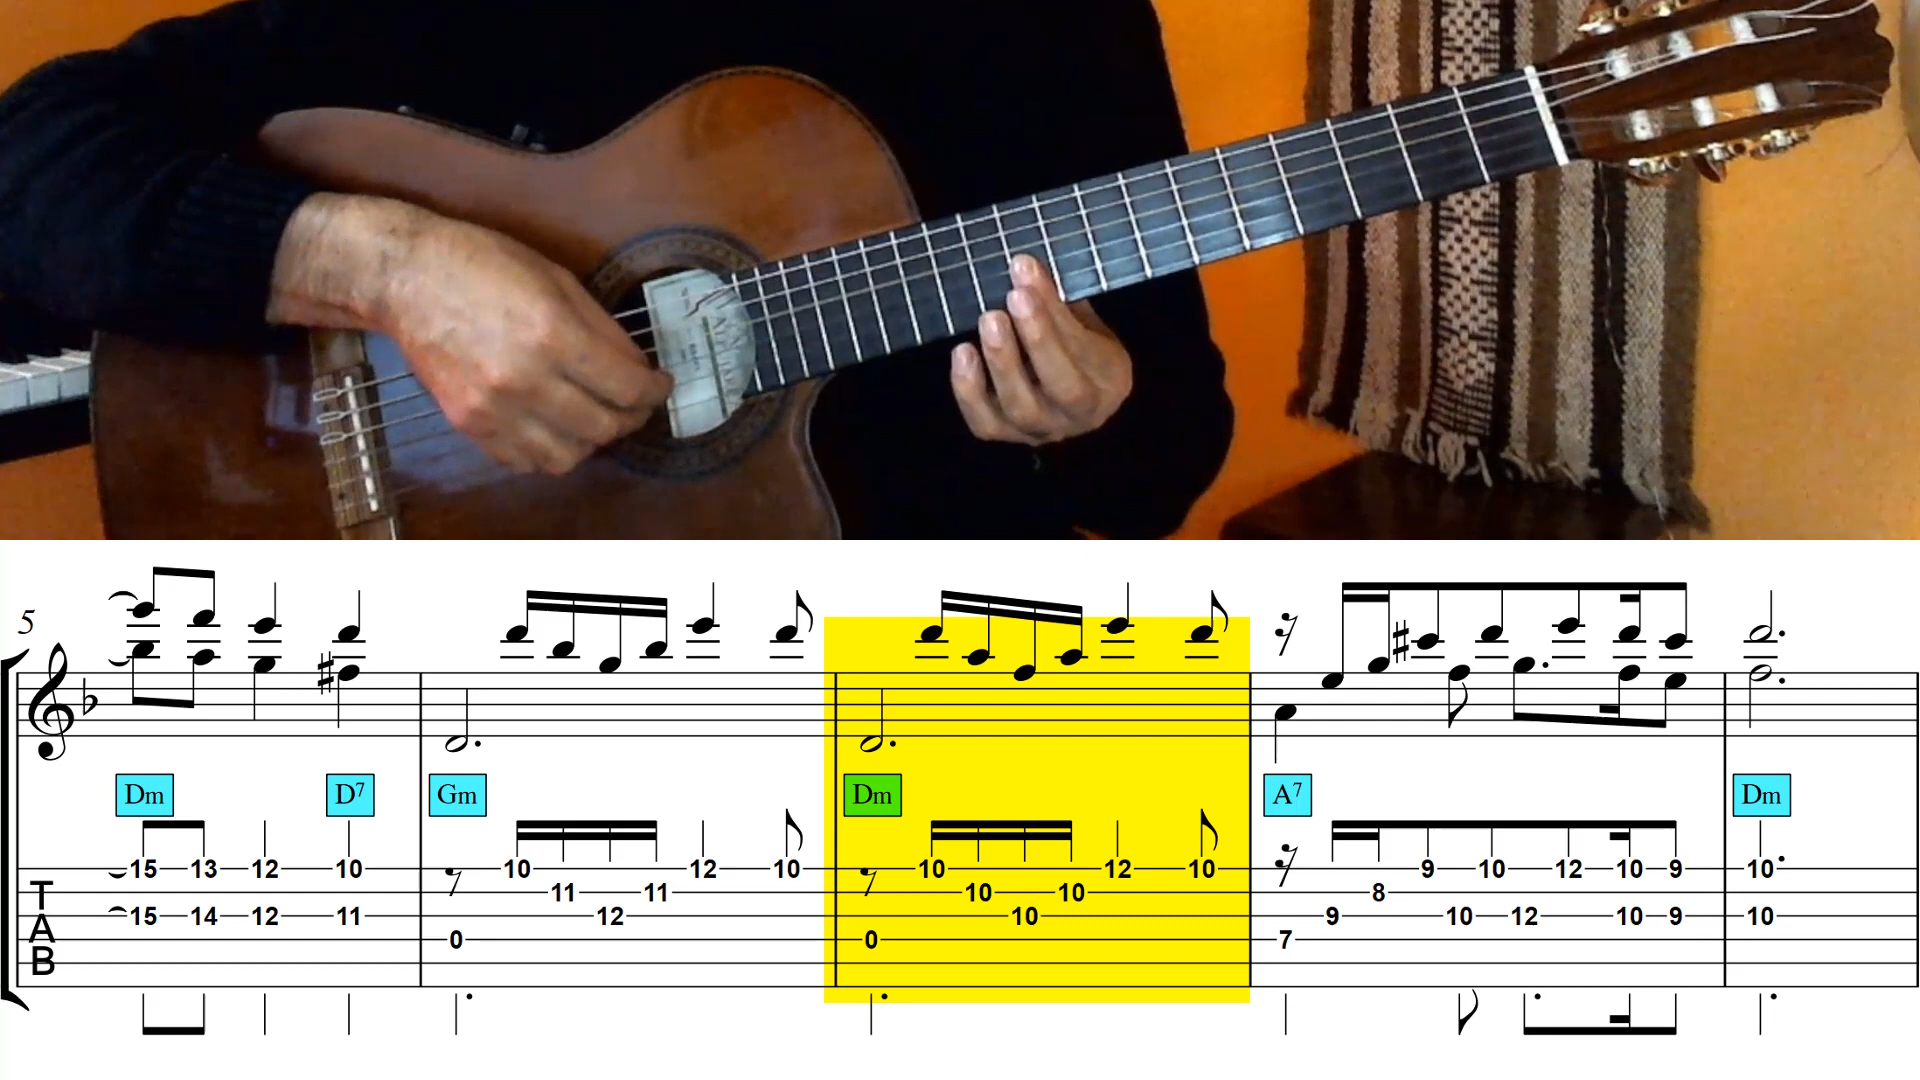 5
Dm D7 Gm Dm A7 Dm
15 13 12 10 10 12 10 10 12 10 9 10 12 10 9 10
T 11 11 10 10 8
A 15 14 12 11 12 10 9 10 12 10 9 10
0 0 7
B